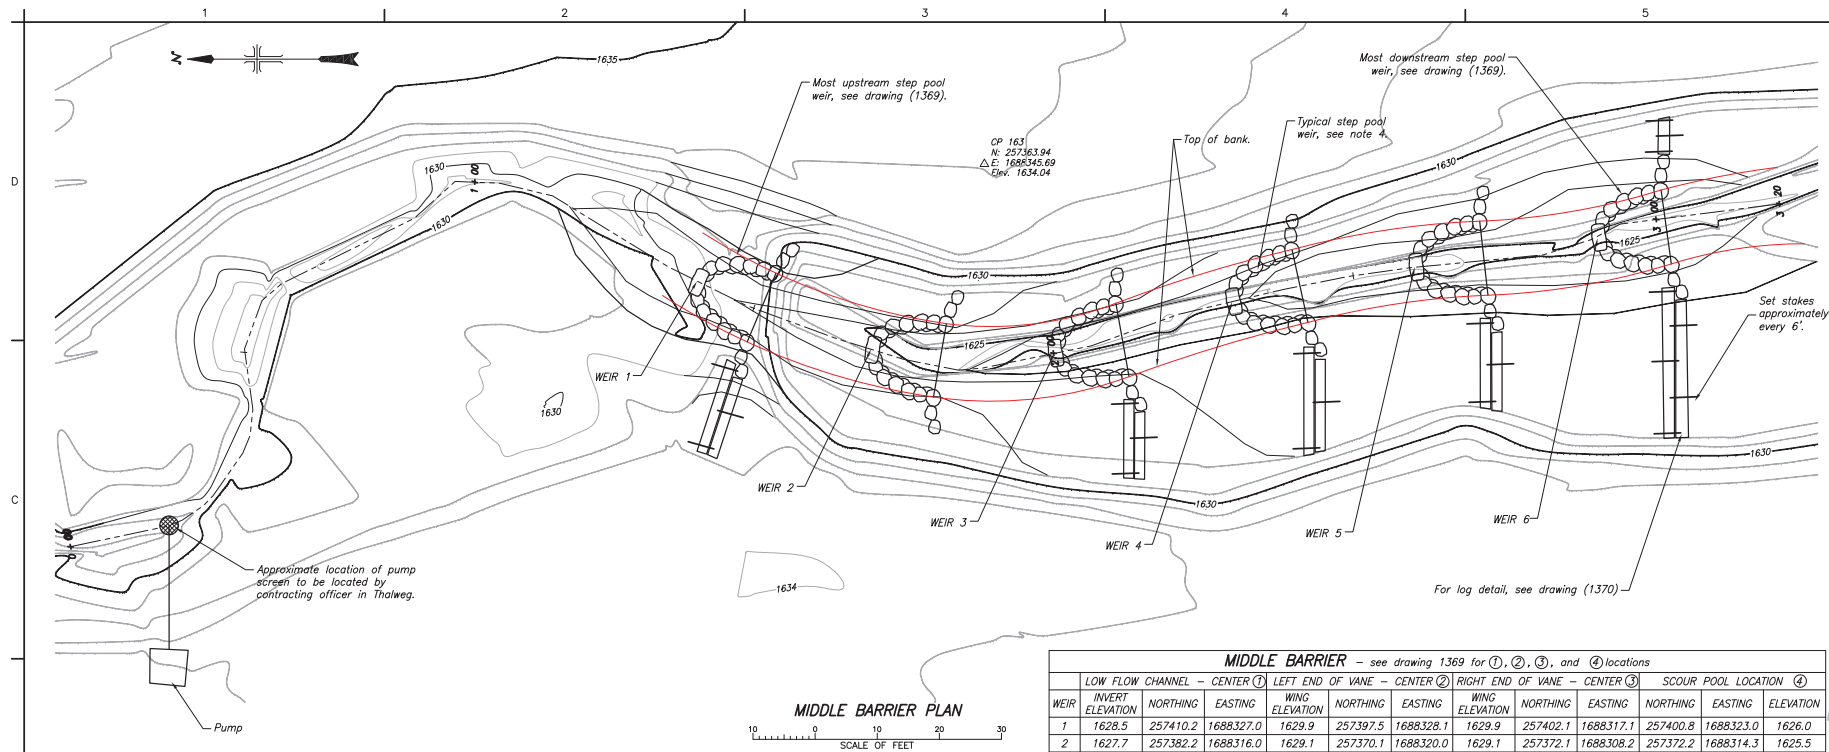 1 2 3 4 5
N
1635
Most upstream step pool
weir, see drawing (1369).
Most downstream step pool
weir, see drawing (1369).
CP 163
N: 257363.94
E: 1688345.69
Elev. 1634.04
Typical step pool
weir, see note 4.
Top of bank.
D
1630
1 + 00
1630
1630
1630
1625
2 + 00
3 + 00
1625
3 + 20
Set stakes
approximately
every 6'.
WEIR 1
1630
WEIR 2
WEIR 3
WEIR 4
WEIR 5
WEIR 6
1630
1630
C
0 + 00
Approximate location of pump
screen to be located by
contracting officer in Thalweg.
1634
For log detail, see drawing (1370)
Pump
MIDDLE BARRIER PLAN
10 0 10 20 30
SCALE OF FEET
MIDDLE BARRIER – see drawing 1369 for ①, ②, ③, and ④ locations
LOW FLOW CHANNEL – CENTER ① LEFT END OF VANE – CENTER ② RIGHT END OF VANE – CENTER ③ SCOUR POOL LOCATION ④
WEIR INVERT ELEVATION NORTHING EASTING WING ELEVATION NORTHING EASTING WING ELEVATION NORTHING EASTING NORTHING EASTING ELEVATION
1 1628.5 257410.2 1688327.0 1629.9 257397.5 1688328.1 1629.9 257402.1 1688317.1 257400.8 1688323.0 1626.0
2 1627.7 257382.2 1688316.0 1629.1 257370.1 1688320.0 1629.1 257372.1 1688308.2 257372.2 1688314.3 1625.5